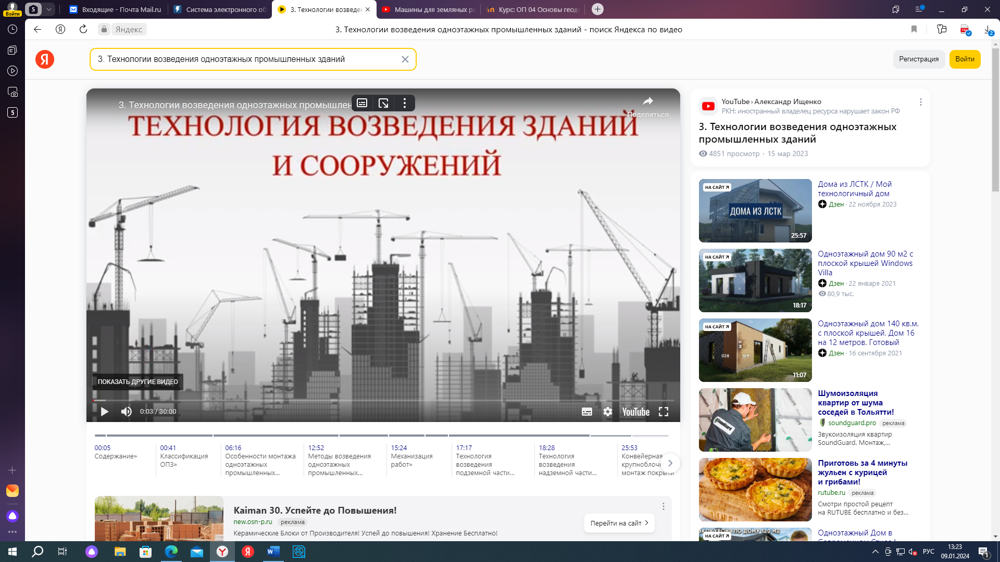 Войти
5
Входящие - Почта Mail.ru
Система электронного об
3. Технологии возведен
Машины для земляных ра
Курс: ОП 04 Основы геоде
Яндекс
3. Технологии возведения одноэтажных промышленных зданий - поиск Яндекса по видео
2
5
Я
3. Технологии возведения одноэтажных промышленных зданий
Регистрация
Войти
3. Технологии возведения одноэтажных промышлен
Поделиться
ТЕХНОЛОГИЯ ВОЗВЕДЕНИЯ ЗДАНИЙ
И СООРУЖЕНИЙ
ПОКАЗАТЬ ДРУГИЕ ВИДЕО
0:03 / 30:00
YouTube
00:05
Содержание»
00:41
Классификация
ОПЗ»
06:16
Особенности монтажа
одноэтажных
промышленных...
12:52
Методы возведения
одноэтажных
промышленных...
15:24
Механизация
работ»
17:17
Технология
возведения
подземной части...
18:28
Технология
возведения
надземной части...
25:53
Конвейерная
крупноблочн
монтаж покрыти
Kaiman 30. Успейте до Повышения!
new.osn-p.ru реклама
Керамические Блоки от Производителя! Успей до повышения! Хранение Бесплатно!
Перейти на сайт
YouTube › Александр Ищенко
РКН: иностранный владелец ресурса нарушает закон РФ
3. Технологии возведения одноэтажных
промышленных зданий
4851 просмотр · 15 мар 2023
НА САЙТ
ДОМА ИЗ ЛСТК
25:57
Дома из ЛСТК / Мой
технологичный дом
Дзен · 22 ноября 2023
НА САЙТ
18:17
Одноэтажный дом 90 м2 с
плоской крышей Windows
Villa
Дзен · 22 января 2021
80,9 тыс.
НА САЙТ
11:07
Одноэтажный дом 140 кв.м.
с плоской крышей. Дом 16
на 12 метров. Готовый
Дзен · 16 сентября 2021
Шумоизоляция
квартир от шума
соседей в Тольятти!
soundguard.pro реклама
Звукоизоляция квартир
SoundGuard. Монтаж,...
Приготовь за 4 минуты
жульен с курицей
и грибами!
rutube.ru реклама
Смотри простой рецепт
на RUTUBE бесплатно и без...
ЭКСКУРСИЯ ПО ДОМУ 120 М2
НА САЙТ
Одноэтажный Дом в
РУС
13:23
09.01.2024
1